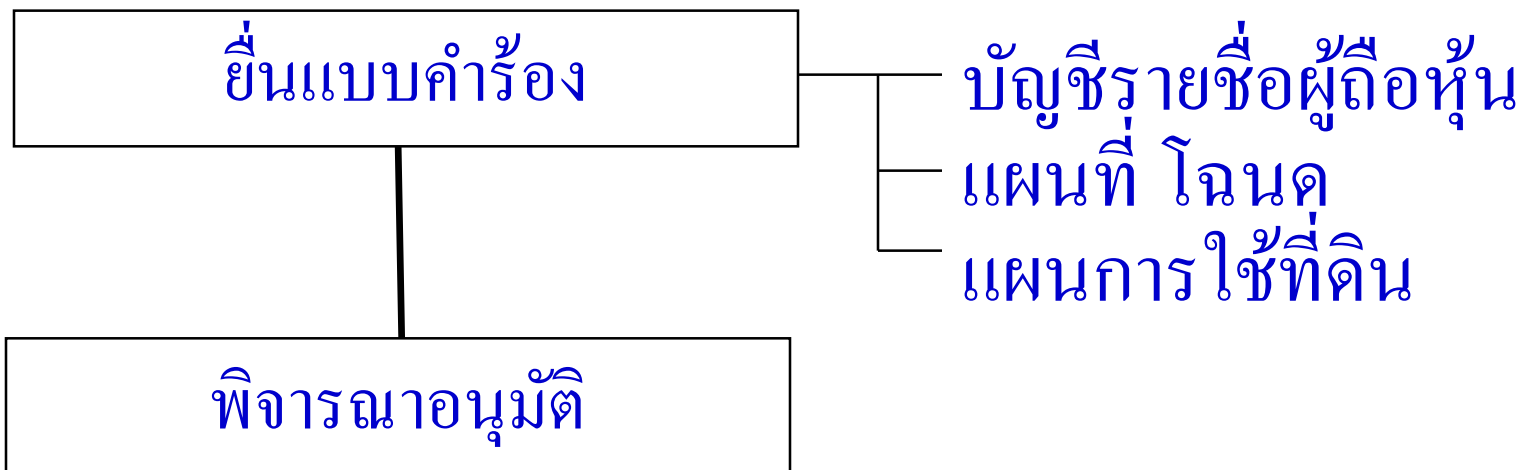 ยื่นแบบคำร้อง
บัญชีรายชื่อผู้ถือหุ้น
แผนที่ โฉนด
แผนการใช้ที่ดิน
พิจารณาอนุมัติ